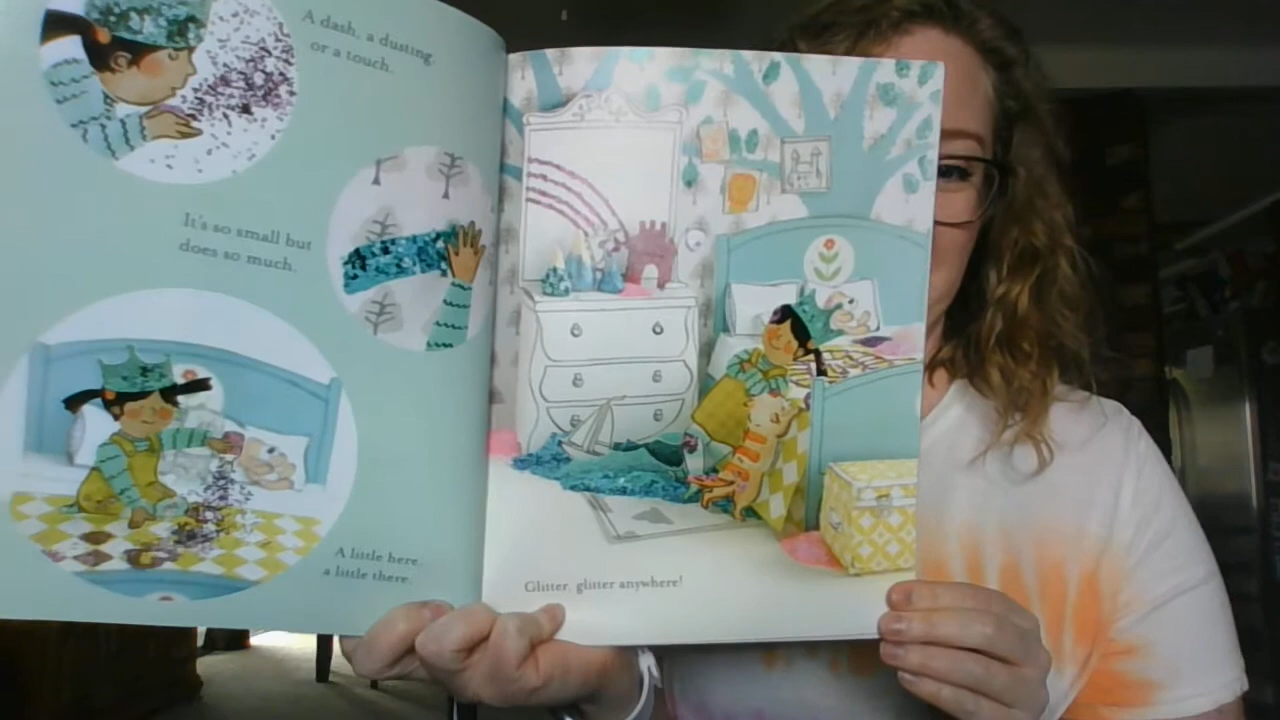 A dash, a dusting,
or a touch.
It's so small but
does so much.
A little here,
a little there.
Glitter, glitter anywhere!